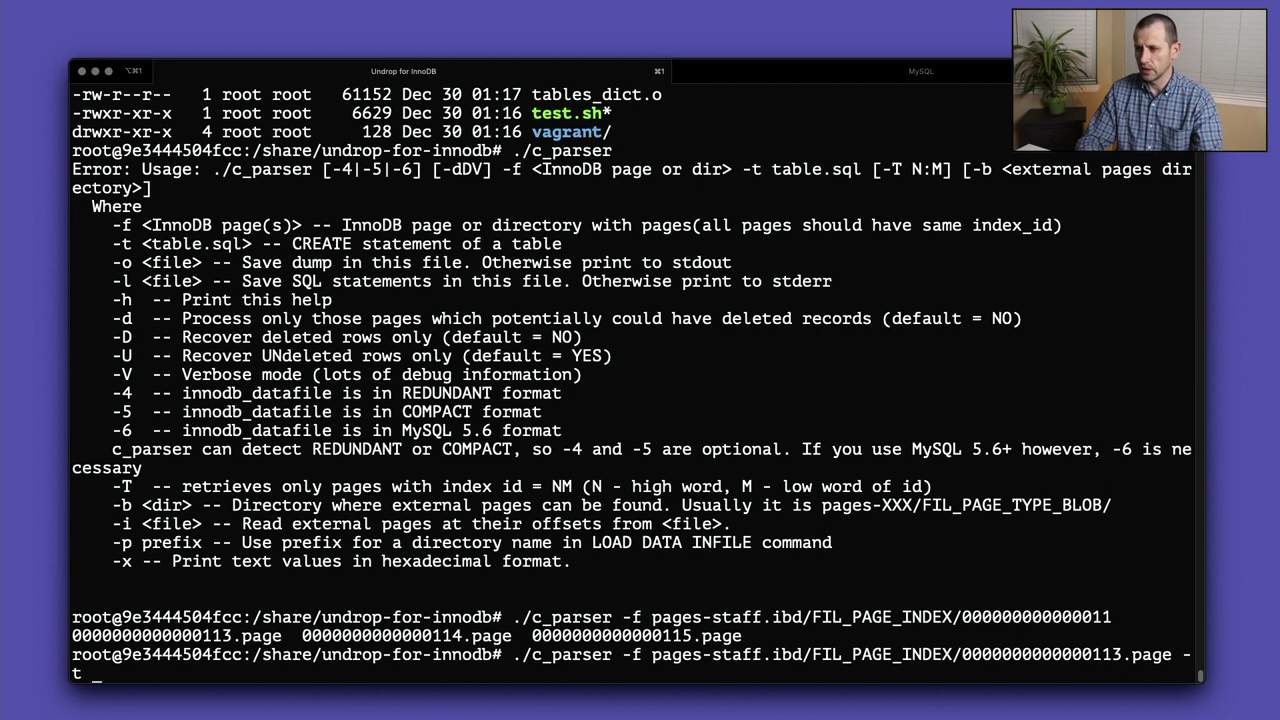 ⌥⌘1
Undrop for InnoDB
⌘1
MySQL
-rw-r--r--   1 root root   61152 Dec 30 01:17 tables_dict.o
-rwxr-xr-x   1 root root    6629 Dec 30 01:16 test.sh*
drwxr-xr-x   4 root root     128 Dec 30 01:16 vagrant/
root@9e3444504fcc:/share/undrop-for-innodb# ./c_parser
Error: Usage: ./c_parser [-4|-5|-6] [-dDV] -f <InnoDB page or dir> -t table.sql [-T N:M] [-b <external pages dir
ectory>]
  Where
    -f <InnoDB page(s)> -- InnoDB page or directory with pages(all pages should have same index_id)
    -t <table.sql> -- CREATE statement of a table
    -o <file> -- Save dump in this file. Otherwise print to stdout
    -l <file> -- Save SQL statements in this file. Otherwise print to stderr
    -h  -- Print this help
    -d  -- Process only those pages which potentially could have deleted records (default = NO)
    -D  -- Recover deleted rows only (default = NO)
    -U  -- Recover UNdeleted rows only (default = YES)
    -V  -- Verbose mode (lots of debug information)
    -4  -- innodb_datafile is in REDUNDANT format
    -5  -- innodb_datafile is in COMPACT format
    -6  -- innodb_datafile is in MySQL 5.6 format
    c_parser can detect REDUNDANT or COMPACT, so -4 and -5 are optional. If you use MySQL 5.6+ however, -6 is ne
cessary
    -T  -- retrieves only pages with index id = NM (N - high word, M - low word of id)
    -b <dir> -- Directory where external pages can be found. Usually it is pages-XXX/FIL_PAGE_TYPE_BLOB/
    -i <file> -- Read external pages at their offsets from <file>.
    -p prefix -- Use prefix for a directory name in LOAD DATA INFILE command
    -x -- Print text values in hexadecimal format.
root@9e3444504fcc:/share/undrop-for-innodb# ./c_parser -f pages-staff.ibd/FIL_PAGE_INDEX/000000000000011
0000000000000113.page  0000000000000114.page  0000000000000115.page
root@9e3444504fcc:/share/undrop-for-innodb# ./c_parser -f pages-staff.ibd/FIL_PAGE_INDEX/0000000000000113.page -
t _